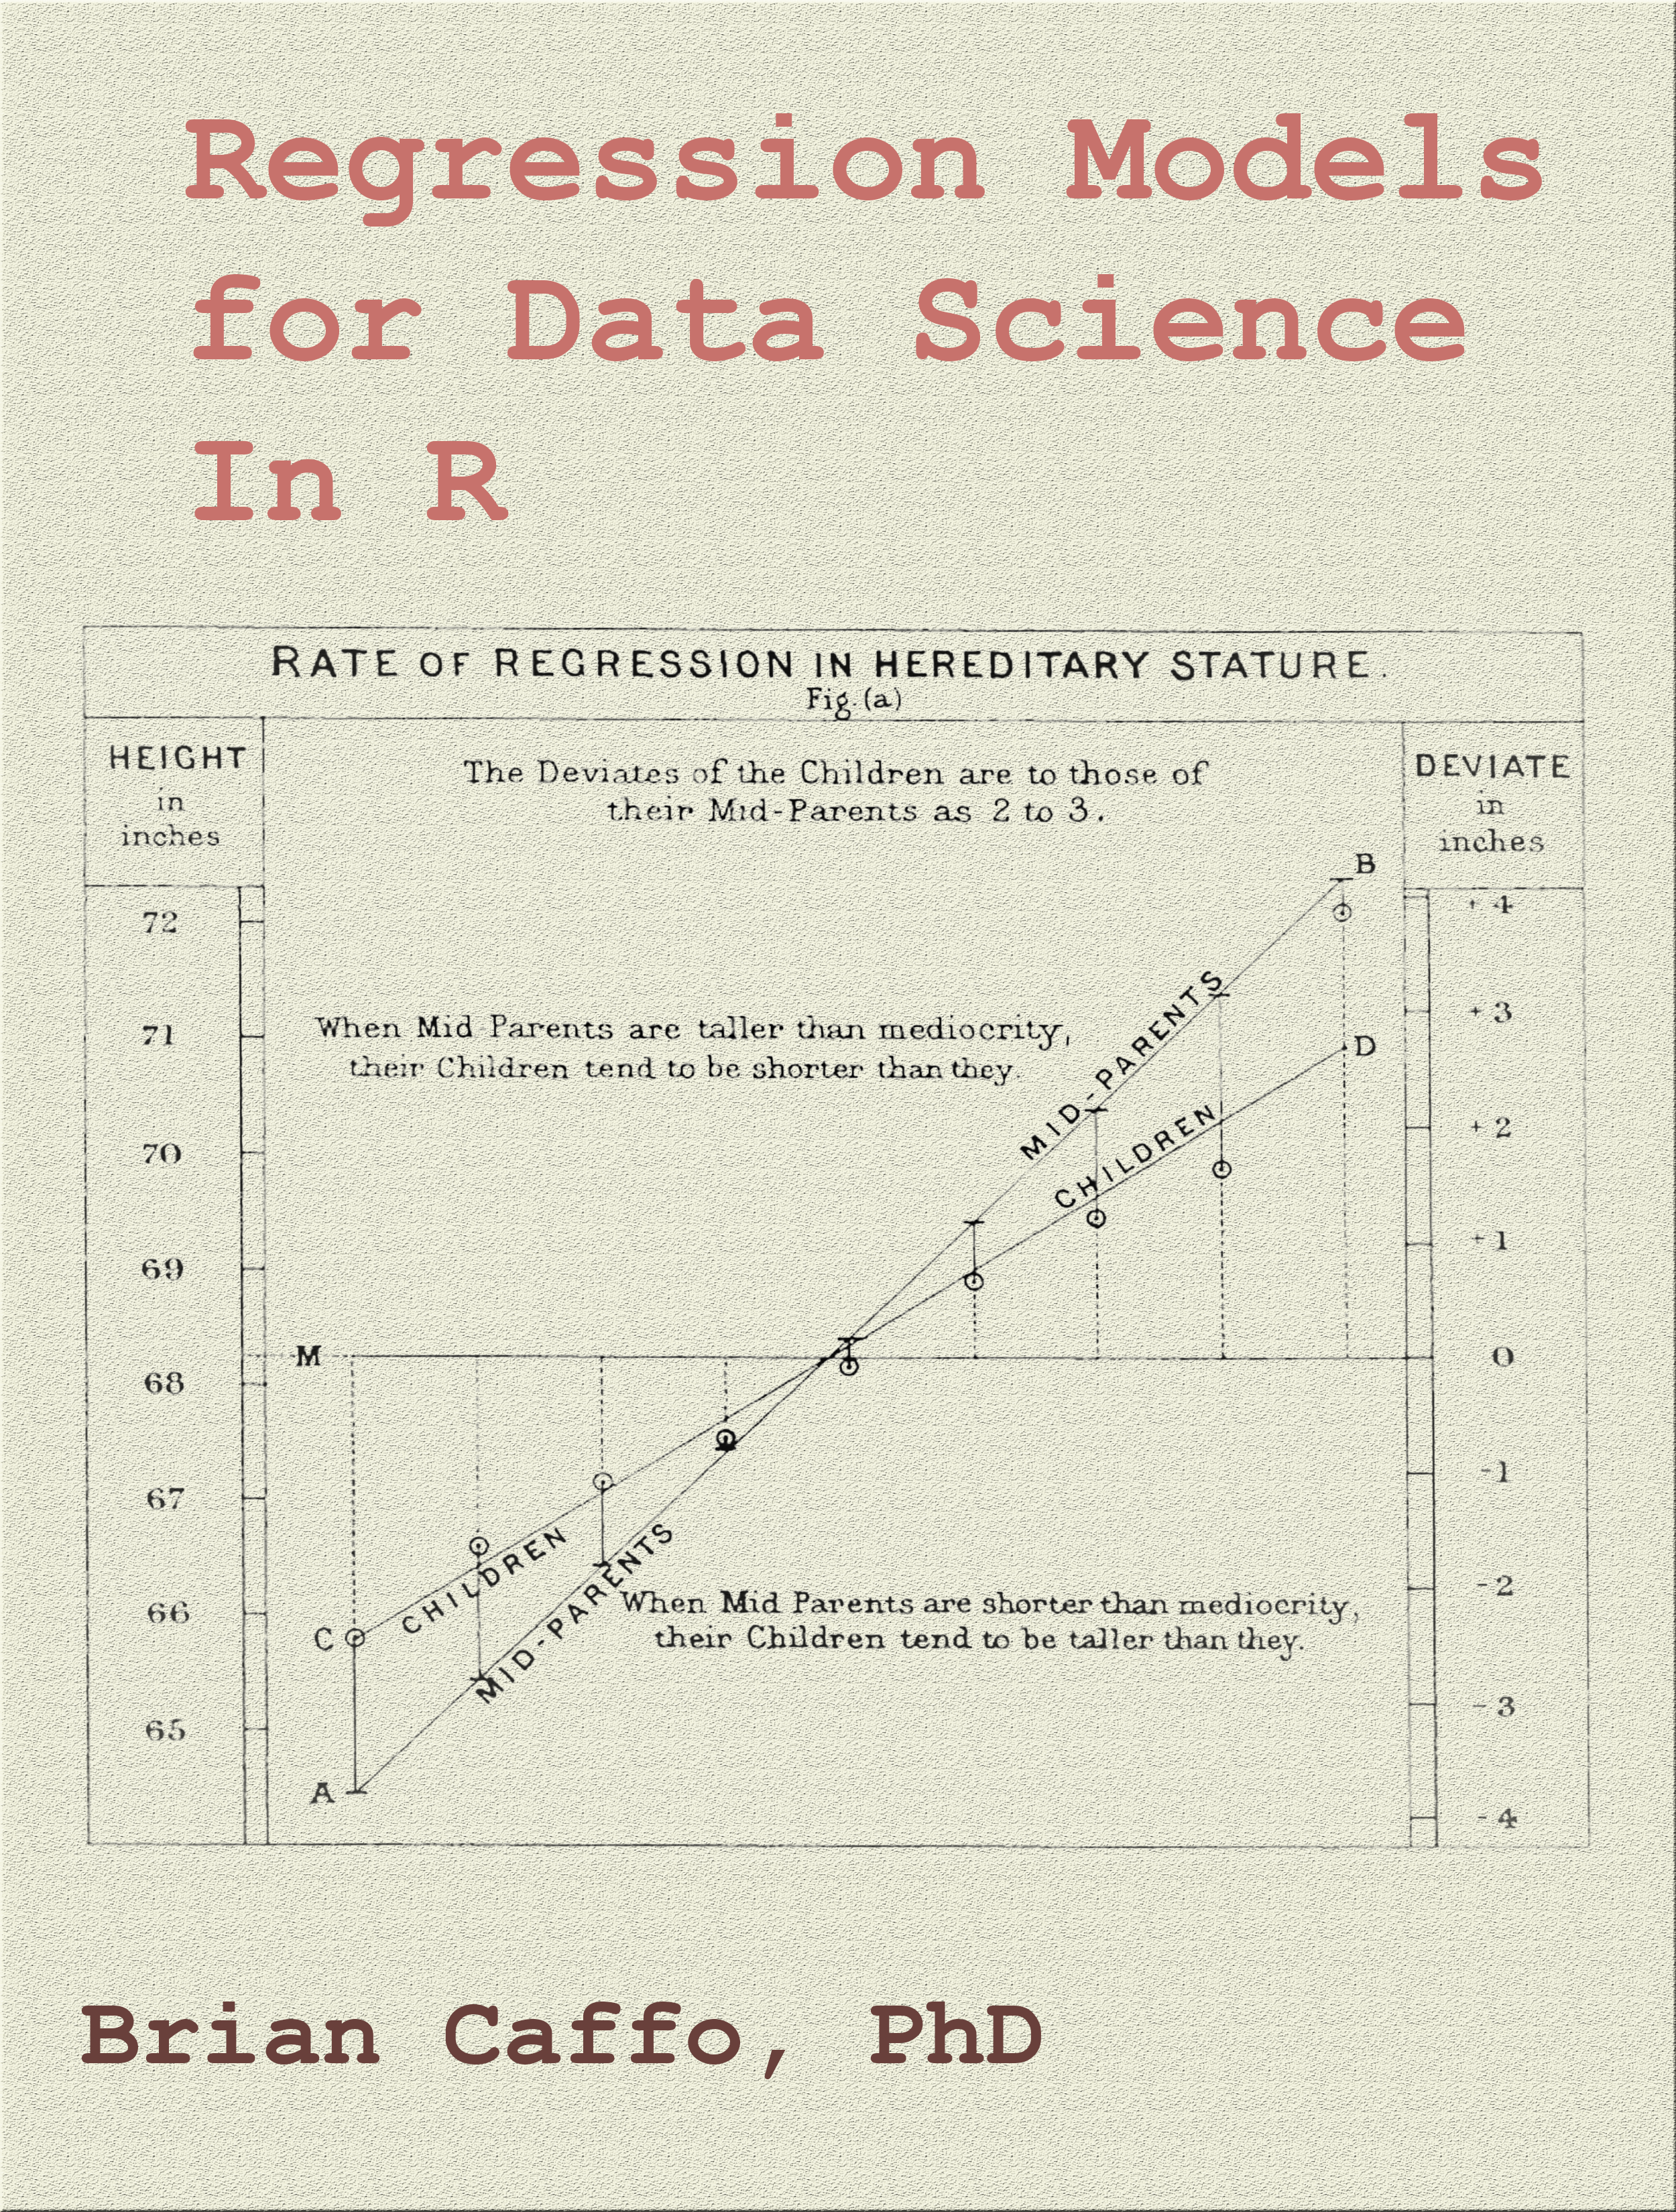 Regression Models
for Data Science
In R
RATE OF REGRESSION IN HEREDITARY STATURE.
Fig. (a)
HEIGHT
in
inches
The Deviates of the Children are to those of
their Mid-Parents as 2 to 3.
DEVIATE
in
inches
B
72
+4
MID-PARENTS
71
When Mid Parents are taller than mediocrity,
their Children tend to be shorter than they.
+3
D
CHILDREN
70
+2
69
+1
M
0
68
-1
67
CHILDREN
MID-PARENTS
66
-2
When Mid Parents are shorter than mediocrity,
their Children tend to be taller than they.
C
65
-3
A
-4
Brian Caffo, PhD